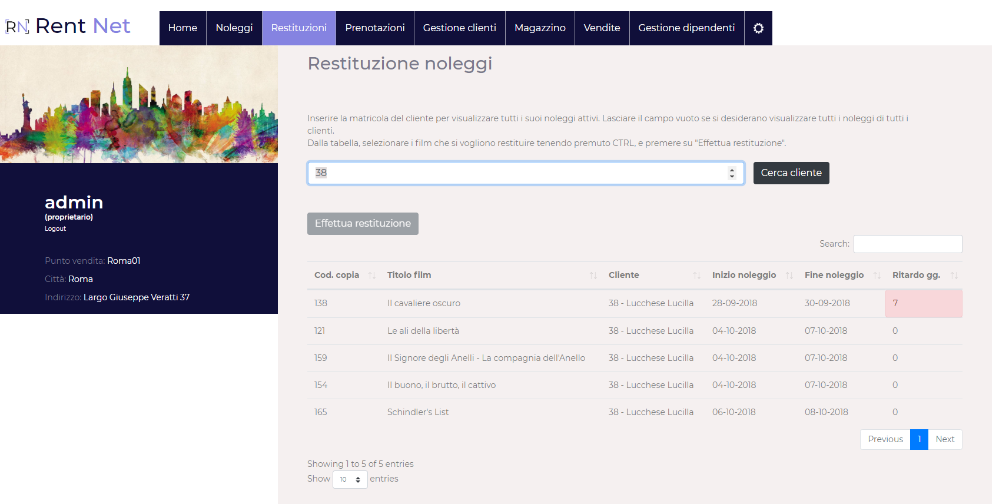 RN Rent Net
Home Noleggi Restituzioni Prenotazioni Gestione clienti Magazzino Vendite Gestione dipendenti
Restituzione noleggi
Inserire la matricola del cliente per visualizzare tutti i suoi noleggi attivi. Lasciare il campo vuoto se si desiderano visualizzare tutti i noleggi di tutti i
clienti.
Dalla tabella, selezionare i film che si vogliono restituire tenendo premuto CTRL, e premere su "Effettua restituzione".
38 Cerca cliente
admin
(proprietario)
Logout
Punto vendita: Roma01
Città: Roma
Indirizzo: Largo Giuseppe Veratti 37
Effettua restituzione
Search:
Cod. copia Titolo film Cliente Inizio noleggio Fine noleggio Ritardo gg.
138 Il cavaliere oscuro 38 - Lucchese Lucilla 28-09-2018 30-09-2018 7
121 Le ali della libertà 38 - Lucchese Lucilla 04-10-2018 07-10-2018 0
159 Il Signore degli Anelli - La compagnia dell'Anello 38 - Lucchese Lucilla 04-10-2018 07-10-2018 0
154 Il buono, il brutto, il cattivo 38 - Lucchese Lucilla 04-10-2018 07-10-2018 0
165 Schindler's List 38 - Lucchese Lucilla 06-10-2018 08-10-2018 0
Previous 1 Next
Showing 1 to 5 of 5 entries
Show 10 entries